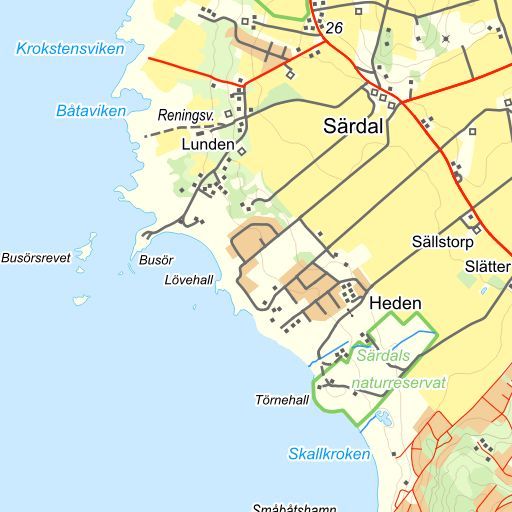 26
Krokstensviken
Båtaviken
Reningsv.
Särdal
Lunden
Sällstorp
Busörsrevet
Busör
Slätter
Lövehall
Heden
Särdals
naturreservat
Törnehall
Skallkroken
Småbåtshamn